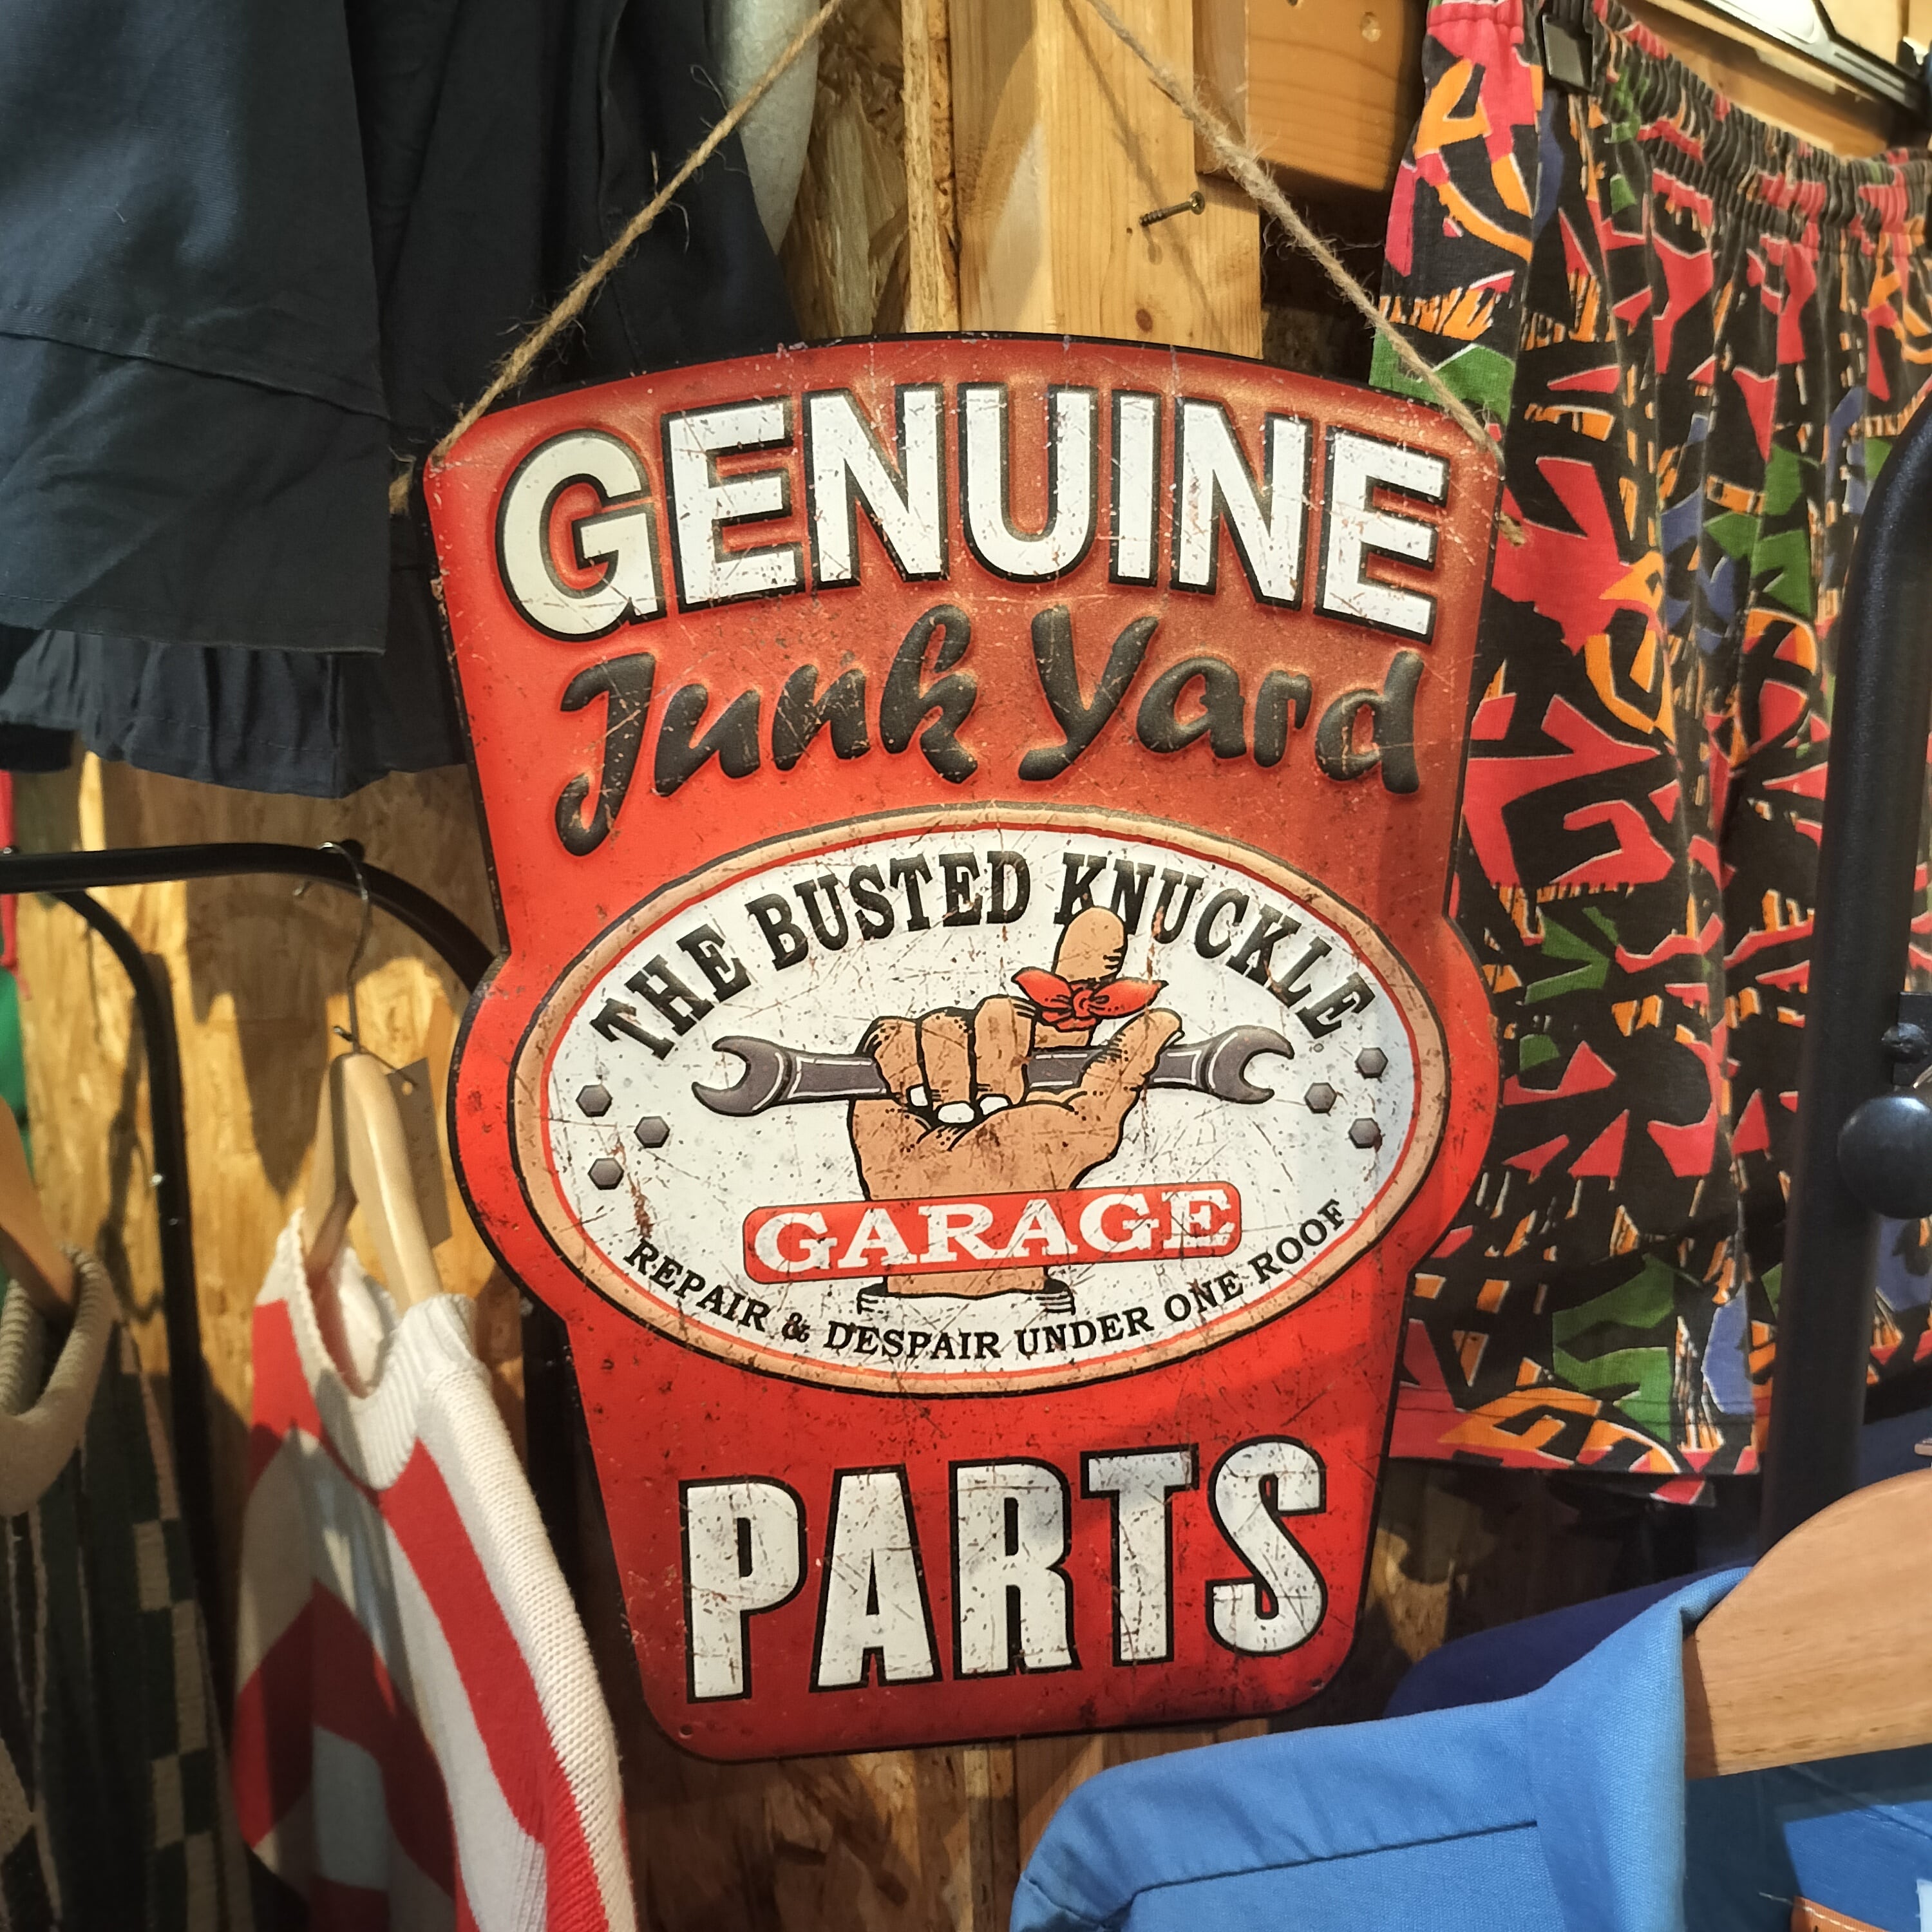 GENUINE
Junk Yard
THE BUSTED KNUCKLE
GARAGE
REPAIR & DESPAIR UNDER ONE ROOF
PARTS